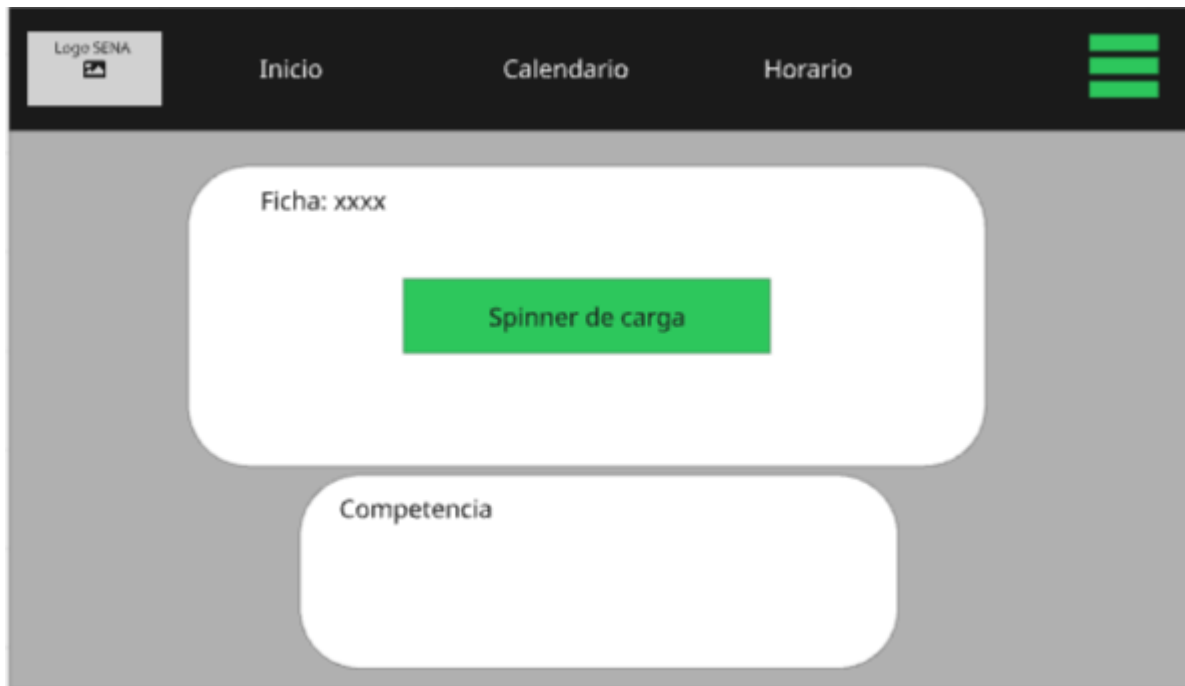 Logo SENA
Inicio Calendario Horario
Ficha: xxxx
Spinner de carga
Competencia